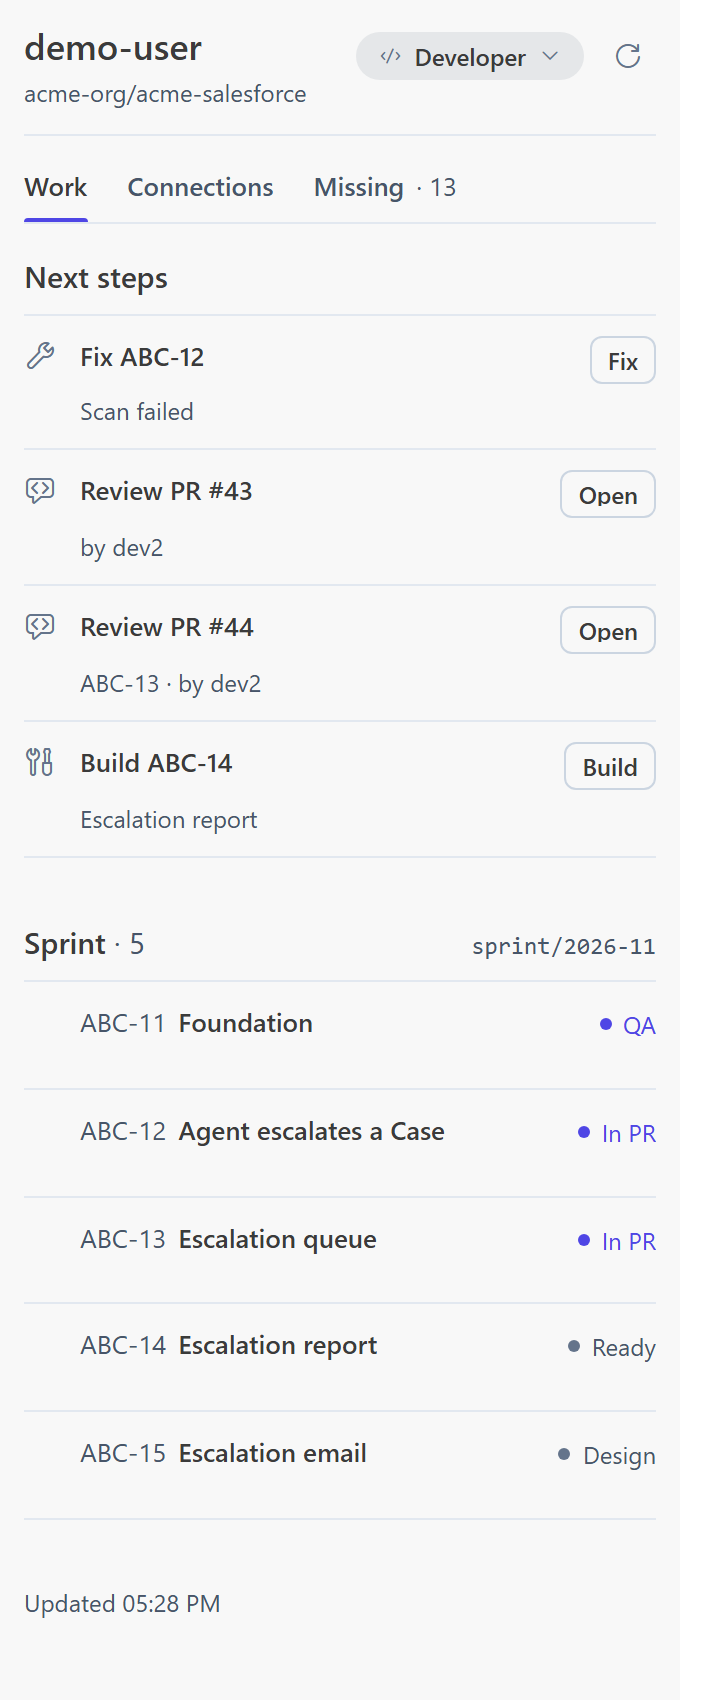 demo-user
Developer
acme-org/acme-salesforce
Work Connections Missing · 13
Next steps
Fix ABC-12
Fix
Scan failed
Review PR #43
Open
by dev2
Review PR #44
Open
ABC-13 · by dev2
Build ABC-14
Build
Escalation report
Sprint · 5
sprint/2026-11
ABC-11 Foundation
QA
ABC-12 Agent escalates a Case
In PR
ABC-13 Escalation queue
In PR
ABC-14 Escalation report
Ready
ABC-15 Escalation email
Design
Updated 05:28 PM